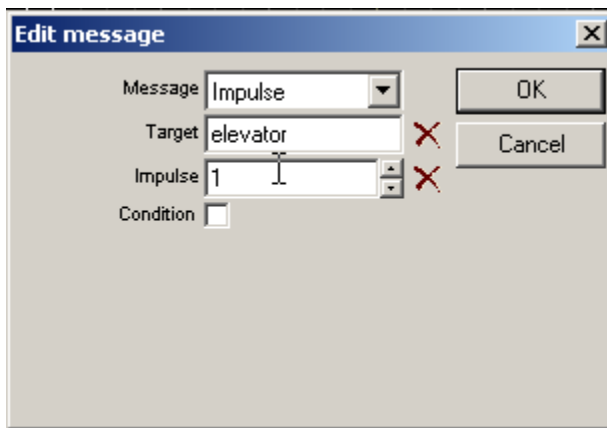 Edit message
Message Impulse OK
Target elevator Cancel
Impulse 1
Condition